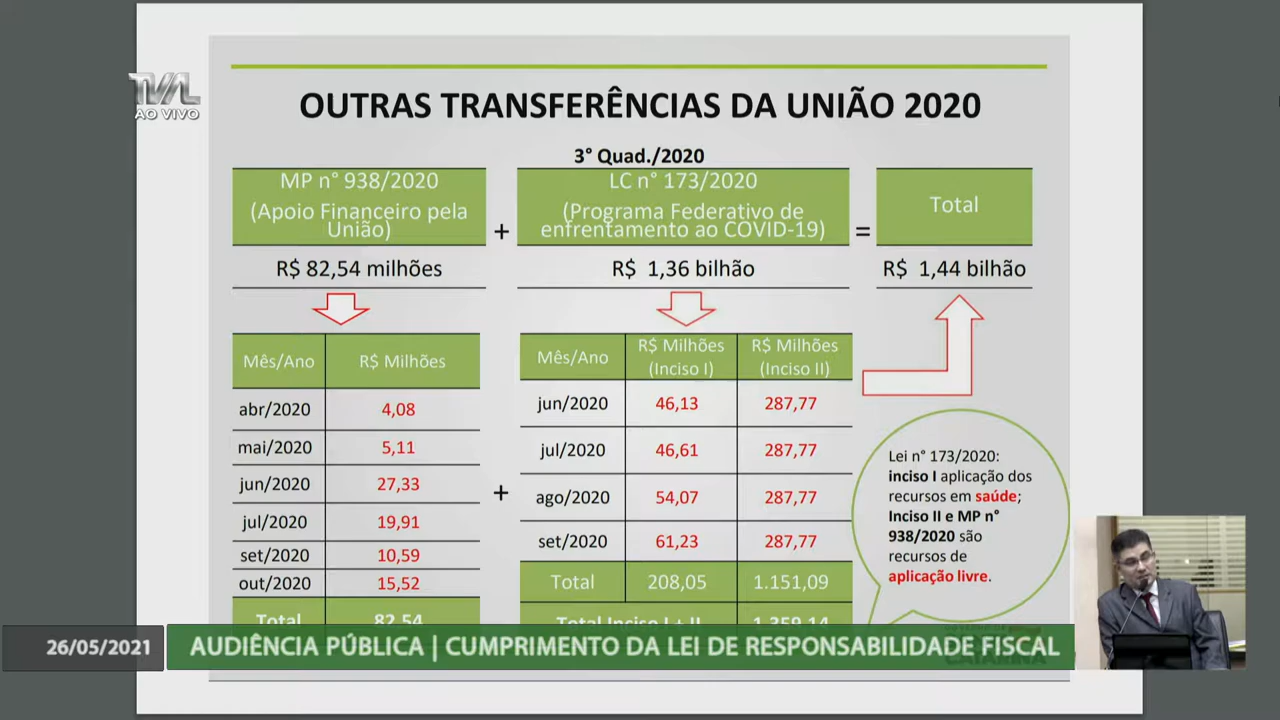 TVAL
AO VIVO
OUTRAS TRANSFERÊNCIAS DA UNIÃO 2020
3° Quad./2020
MP n° 938/2020
(Apoio Financeiro pela
União)
+
LC n° 173/2020
(Programa Federativo de
enfrentamento ao COVID-19)
=
Total
R$ 82,54 milhões
R$ 1,36 bilhão
R$ 1,44 bilhão
Mês/Ano R$ Milhões
abr/2020 4,08
mai/2020 5,11
jun/2020 27,33
jul/2020 19,91
set/2020 10,59
out/2020 15,52
Total 82,54
+
Mês/Ano R$ Milhões (Inciso I) R$ Milhões (Inciso II)
jun/2020 46,13 287,77
jul/2020 46,61 287,77
ago/2020 54,07 287,77
set/2020 61,23 287,77
Total 208,05 1.151,09
Total Inciso I + II 1.359,14
Lei n° 173/2020:
inciso I aplicação dos
recursos em saúde;
Inciso II e MP n°
938/2020 são
recursos de
aplicação livre.
26/05/2021
AUDIÊNCIA PÚBLICA | CUMPRIMENTO DA LEI DE RESPONSABILIDADE FISCAL